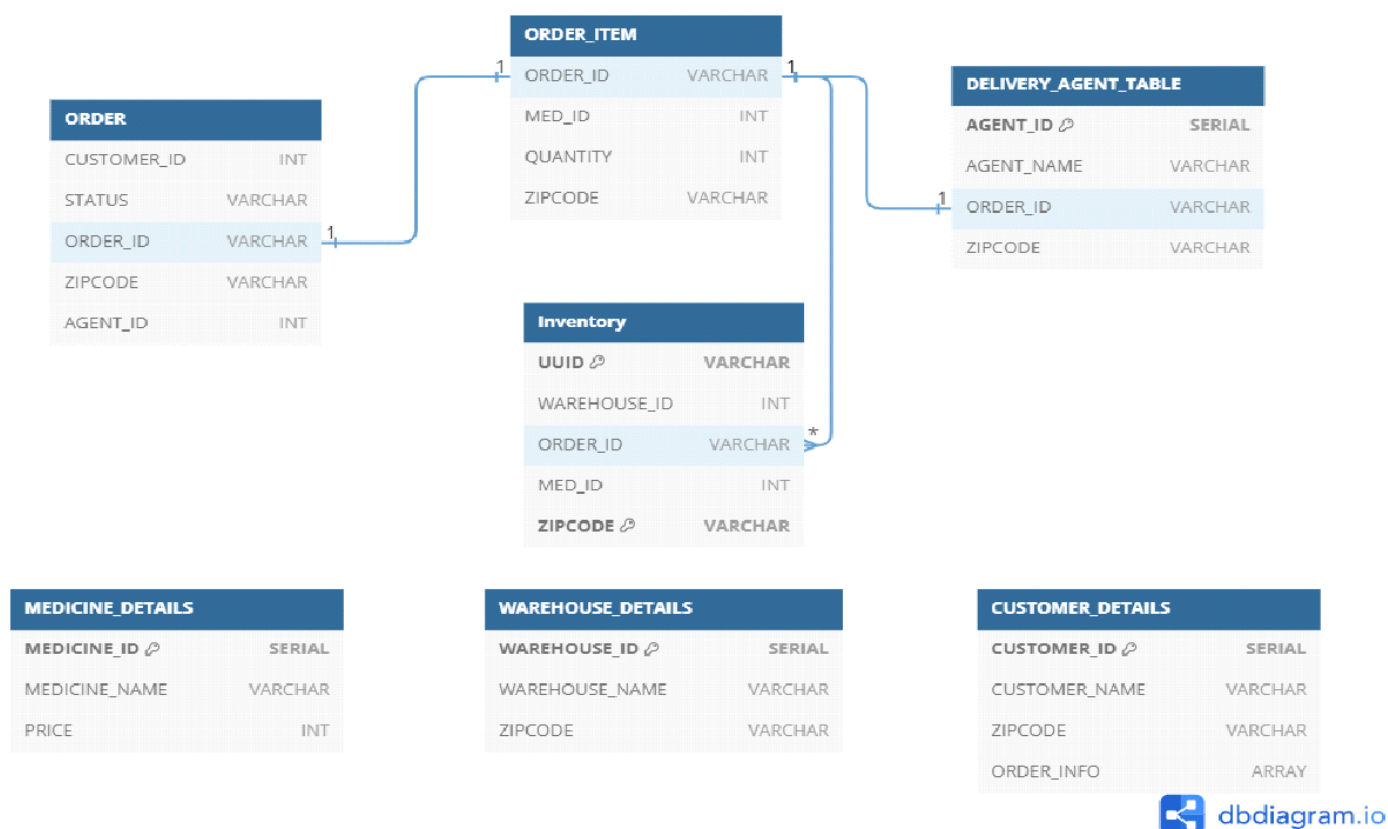 ORDER_ITEM
ORDER_ID VARCHAR
MED_ID INT
QUANTITY INT
ZIPCODE VARCHAR
1
1
ORDER
CUSTOMER_ID INT
STATUS VARCHAR
ORDER_ID VARCHAR
ZIPCODE VARCHAR
AGENT_ID INT
1
DELIVERY_AGENT_TABLE
AGENT_ID SERIAL
AGENT_NAME VARCHAR
ORDER_ID VARCHAR
ZIPCODE VARCHAR
1
Inventory
UUID VARCHAR
WAREHOUSE_ID INT
ORDER_ID VARCHAR
MED_ID INT
ZIPCODE VARCHAR
*
MEDICINE_DETAILS
MEDICINE_ID SERIAL
MEDICINE_NAME VARCHAR
PRICE INT
WAREHOUSE_DETAILS
WAREHOUSE_ID SERIAL
WAREHOUSE_NAME VARCHAR
ZIPCODE VARCHAR
CUSTOMER_DETAILS
CUSTOMER_ID SERIAL
CUSTOMER_NAME VARCHAR
ZIPCODE VARCHAR
ORDER_INFO ARRAY
dbdiagram.io